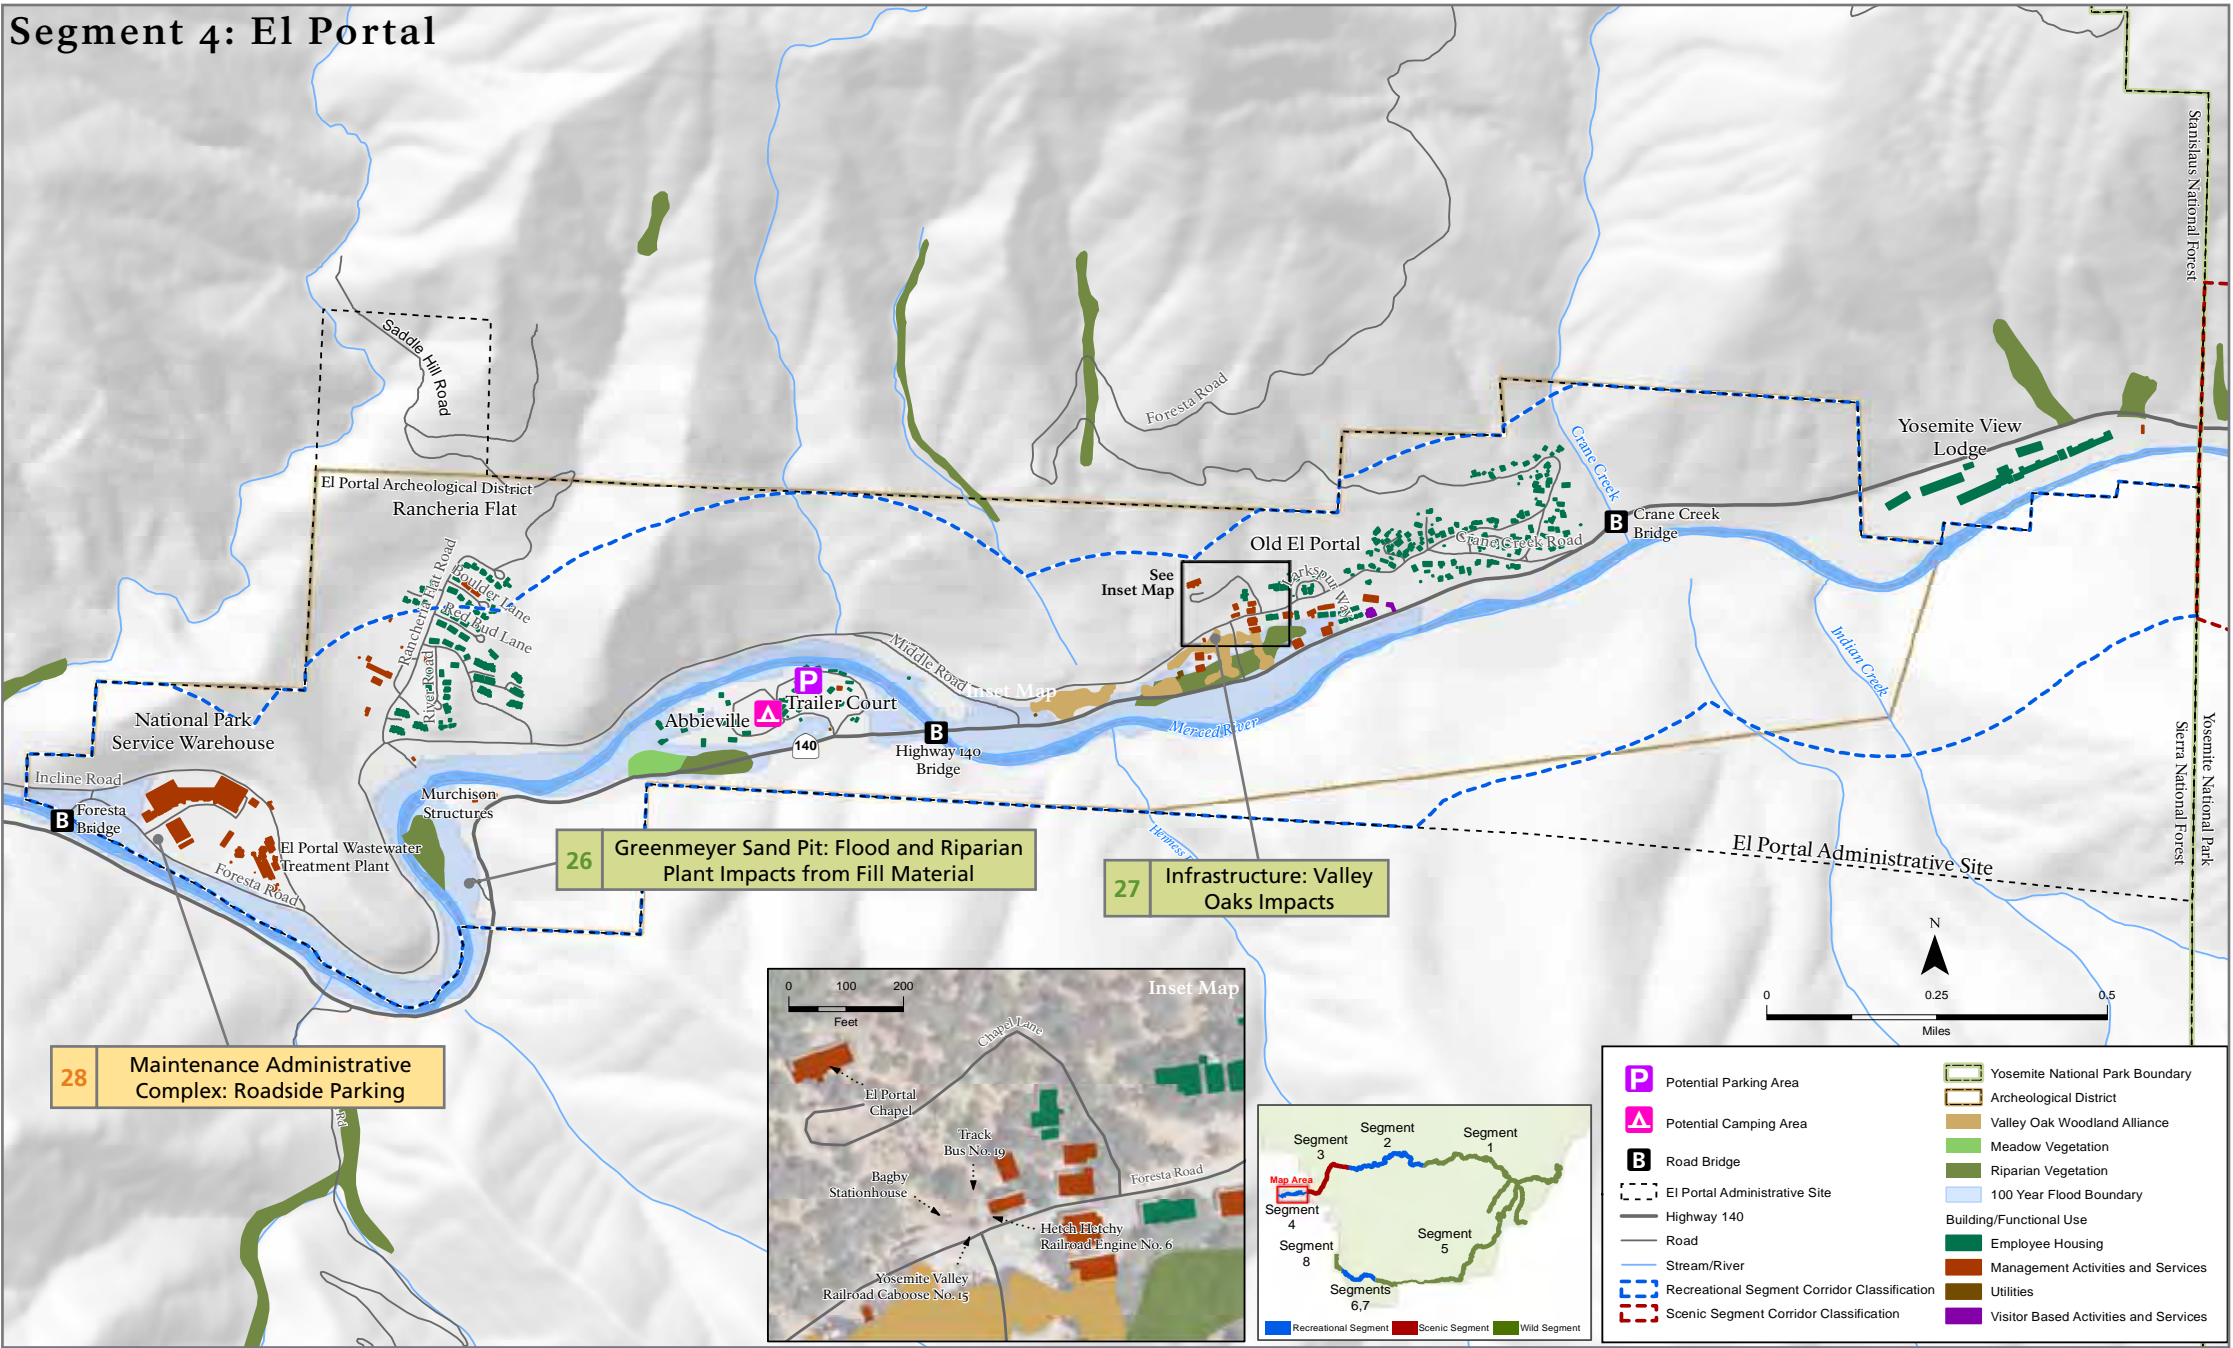 Segment 4: El Portal
Stanislaus National Forest
Saddle Hill Road
Foresta Road
Crane Creek
Yosemite View
Lodge
El Portal Archeological District
Rancheria Flat
B
Crane Creek
Bridge
Old El Portal
Crane Creek Road
See
Inset Map
Larkspur Way
Rancheria Flat Road
Boulder Lane
Red Bud Lane
River Road
Middle Road
Inset Map
Indian Creek
P
Trailer Court
Abbieville
140
B
Highway 140
Bridge
Merced River
National Park
Service Warehouse
Incline Road
B
Foresta
Bridge
Murchison
Structures
El Portal Wastewater
Treatment Plant
Foresta Road
Yosemite National Park
Sierra National Forest
El Portal Administrative Site
26
Greenmeyer Sand Pit: Flood and Riparian
Plant Impacts from Fill Material
27
Infrastructure: Valley
Oaks Impacts
Henness
28
Maintenance Administrative
Complex: Roadside Parking
Rd
N
0 0.25 0.5
Miles
Inset Map
0 100 200
Feet
Chapel Lane
El Portal
Chapel
Track
Bus No. 19
Bagby
Stationhouse
Foresta Road
Hetch Hetchy
Railroad Engine No. 6
Yosemite Valley
Railroad Caboose No. 15
Segment
1
Segment
2
Segment
3
Map Area
Segment
4
Segment
5
Segment
8
Segments
6,7
Recreational Segment
Scenic Segment
Wild Segment
P
Potential Parking Area
Potential Camping Area
B
Road Bridge
El Portal Administrative Site
Highway 140
Road
Stream/River
Recreational Segment Corridor Classification
Scenic Segment Corridor Classification
Yosemite National Park Boundary
Archeological District
Valley Oak Woodland Alliance
Meadow Vegetation
Riparian Vegetation
100 Year Flood Boundary
Building/Functional Use
Employee Housing
Management Activities and Services
Utilities
Visitor Based Activities and Services